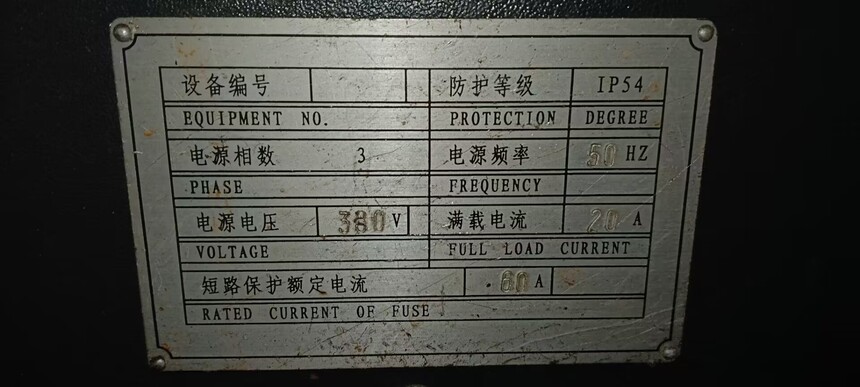 设备编号 防护等级 IP54
EQUIPMENT NO. PROTECTION DEGREE
电源相数 3 电源频率 50 HZ
PHASE FREQUENCY
电源电压 380 V 满载电流 20 A
VOLTAGE FULL LOAD CURRENT
短路保护额定电流 60 A
RATED CURRENT OF FUSE